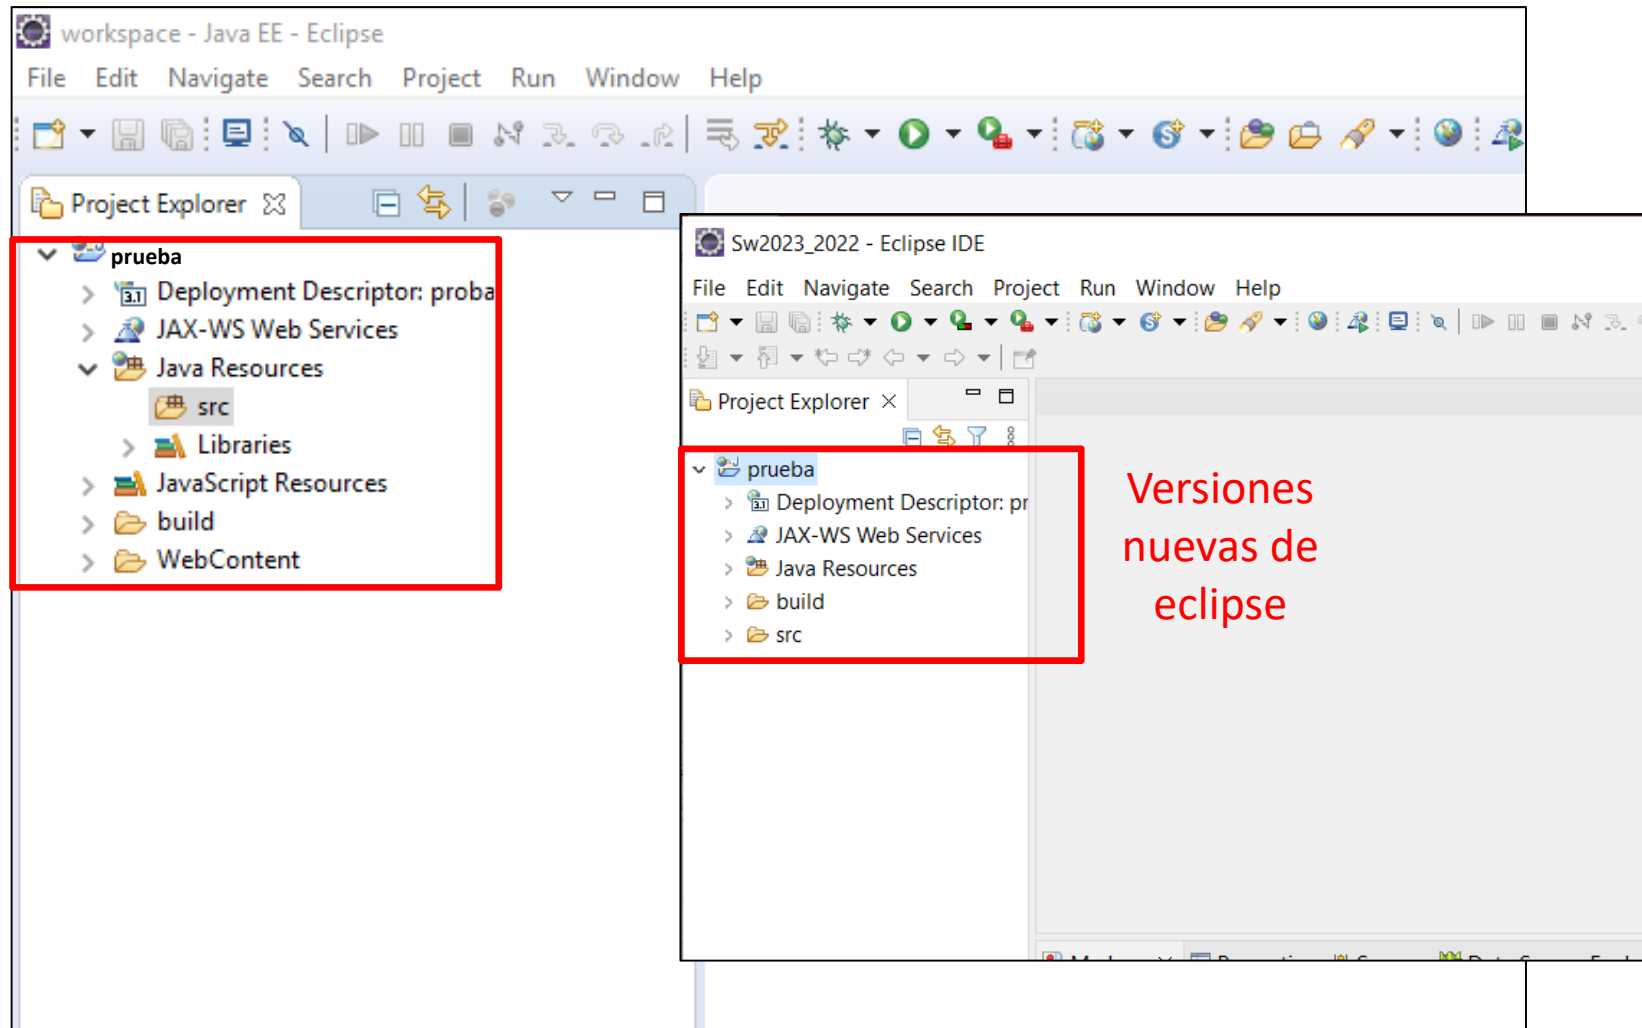 workspace - Java EE - Eclipse
File Edit Navigate Search Project Run Window Help
Project Explorer
prueba
Deployment Descriptor: proba
JAX-WS Web Services
Java Resources
src
Libraries
JavaScript Resources
build
WebContent
Sw2023_2022 - Eclipse IDE
File Edit Navigate Search Project Run Window Help
Project Explorer
prueba
Deployment Descriptor: pr
JAX-WS Web Services
Java Resources
build
src
Versiones
nuevas de
eclipse